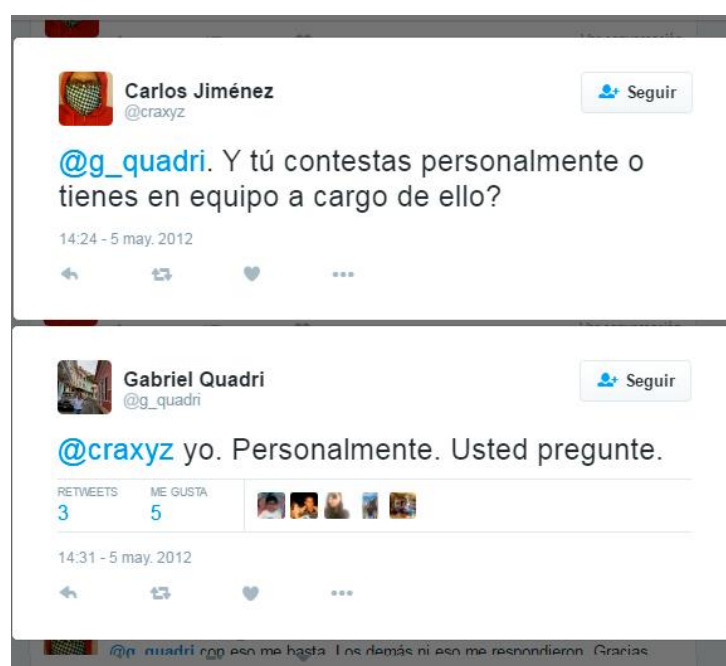 Carlos Jiménez
@craxyz
Seguir
@g_quadri. Y tú contestas personalmente o
tienes en equipo a cargo de ello?
14:24 - 5 may. 2012
Gabriel Quadri
@g_quadri
Seguir
@craxyz yo. Personalmente. Usted pregunte.
RETWEETS ME GUSTA
3 5
14:31 - 5 may. 2012
@g_quadri con eso me basta. Los demás ni eso me respondieron. Gracias